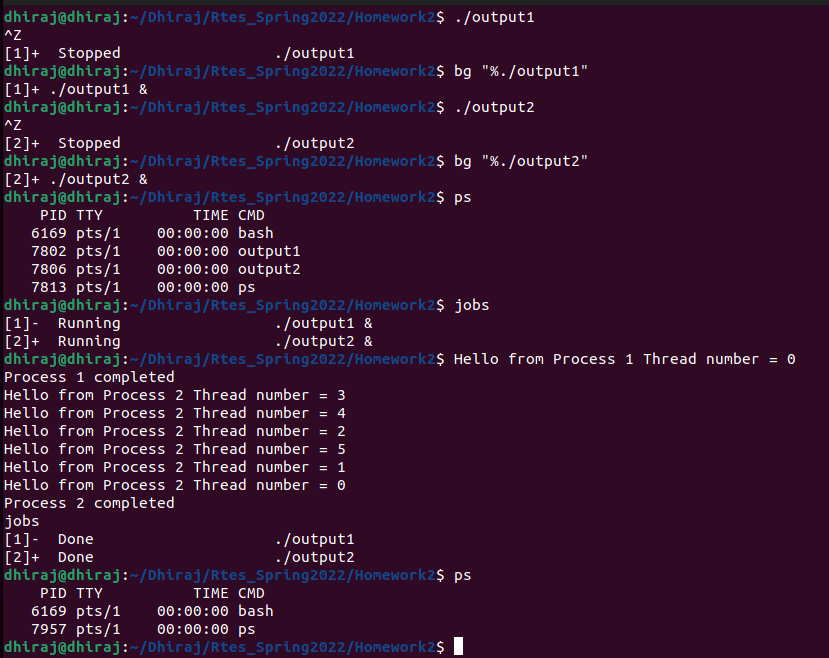 dhiraj@dhiraj:~/Dhiraj/Rtes_Spring2022/Homework2$ ./output1
^Z
[1]+  Stopped                 ./output1
dhiraj@dhiraj:~/Dhiraj/Rtes_Spring2022/Homework2$ bg "%./output1"
[1]+ ./output1 &
dhiraj@dhiraj:~/Dhiraj/Rtes_Spring2022/Homework2$ ./output2
^Z
[2]+  Stopped                 ./output2
dhiraj@dhiraj:~/Dhiraj/Rtes_Spring2022/Homework2$ bg "%./output2"
[2]+ ./output2 &
dhiraj@dhiraj:~/Dhiraj/Rtes_Spring2022/Homework2$ ps
    PID TTY          TIME CMD
   6169 pts/1    00:00:00 bash
   7802 pts/1    00:00:00 output1
   7806 pts/1    00:00:00 output2
   7813 pts/1    00:00:00 ps
dhiraj@dhiraj:~/Dhiraj/Rtes_Spring2022/Homework2$ jobs
[1]-  Running                 ./output1 &
[2]+  Running                 ./output2 &
dhiraj@dhiraj:~/Dhiraj/Rtes_Spring2022/Homework2$ Hello from Process 1 Thread number = 0
Process 1 completed
Hello from Process 2 Thread number = 3
Hello from Process 2 Thread number = 4
Hello from Process 2 Thread number = 2
Hello from Process 2 Thread number = 5
Hello from Process 2 Thread number = 1
Hello from Process 2 Thread number = 0
Process 2 completed
jobs
[1]-  Done                    ./output1
[2]+  Done                    ./output2
dhiraj@dhiraj:~/Dhiraj/Rtes_Spring2022/Homework2$ ps
    PID TTY          TIME CMD
   6169 pts/1    00:00:00 bash
   7957 pts/1    00:00:00 ps
dhiraj@dhiraj:~/Dhiraj/Rtes_Spring2022/Homework2$